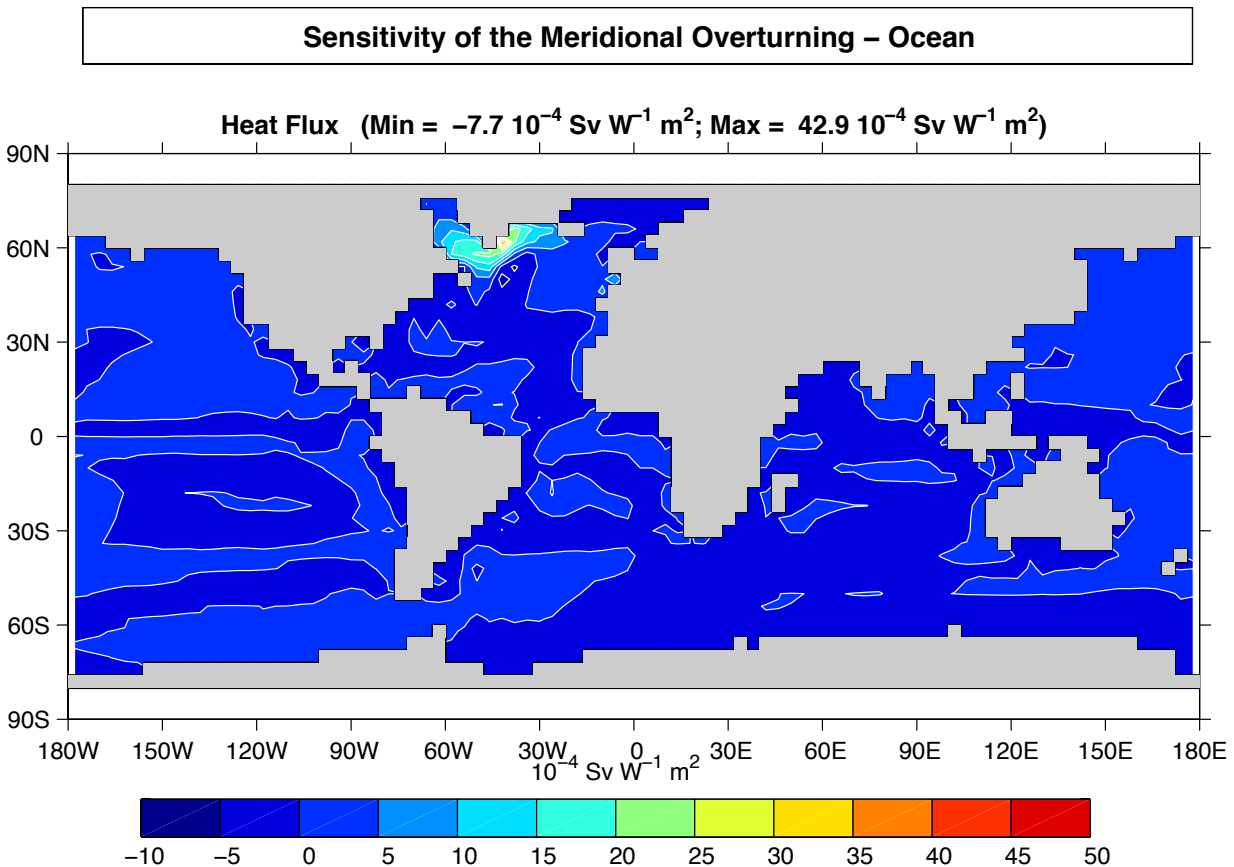 Sensitivity of the Meridional Overturning – Ocean
Heat Flux (Min = −7.7 10⁻⁴ Sv W⁻¹ m²; Max = 42.9 10⁻⁴ Sv W⁻¹ m²)
90N
60N
30N
0
30S
60S
90S
180W 150W 120W 90W 60W 30W 0 30E 60E 90E 120E 150E 180E
10⁻⁴ Sv W⁻¹ m²
−10 −5 0 5 10 15 20 25 30 35 40 45 50